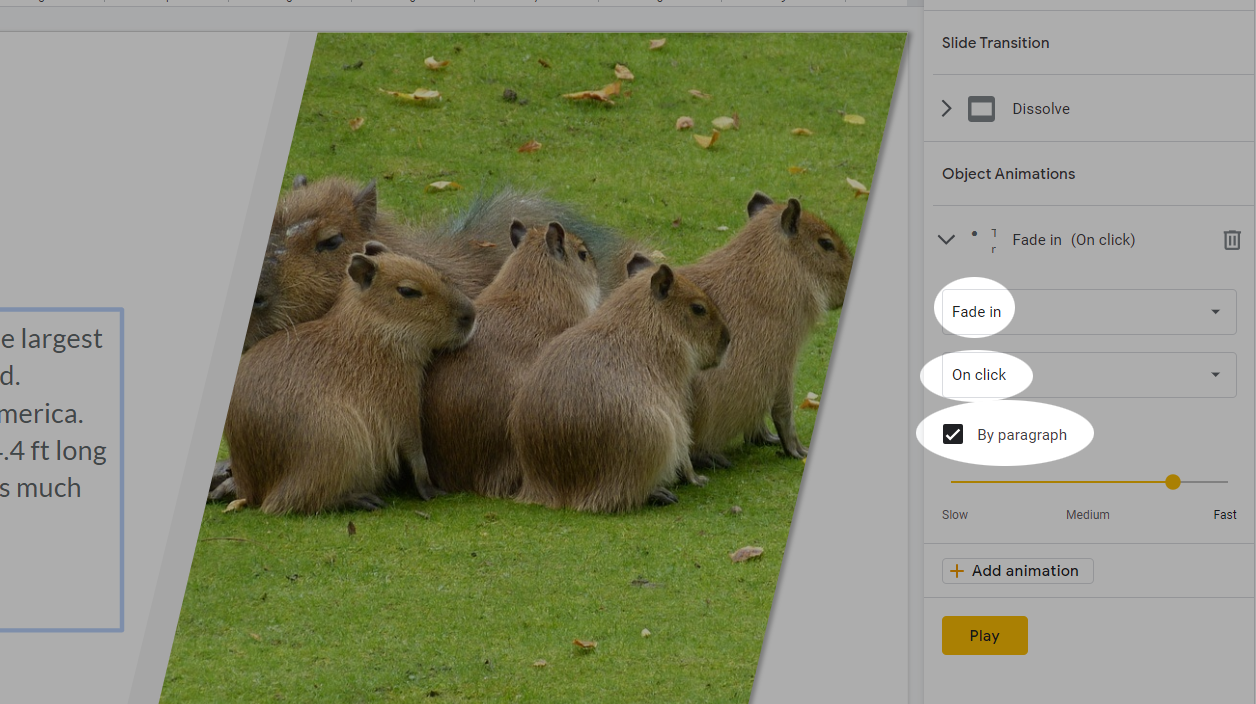 Slide Transition
Dissolve
Object Animations
Fade in (On click)
Fade in
On click
By paragraph
Slow Medium Fast
+ Add animation
Play
e largest
d.
merica.
.4 ft long
s much